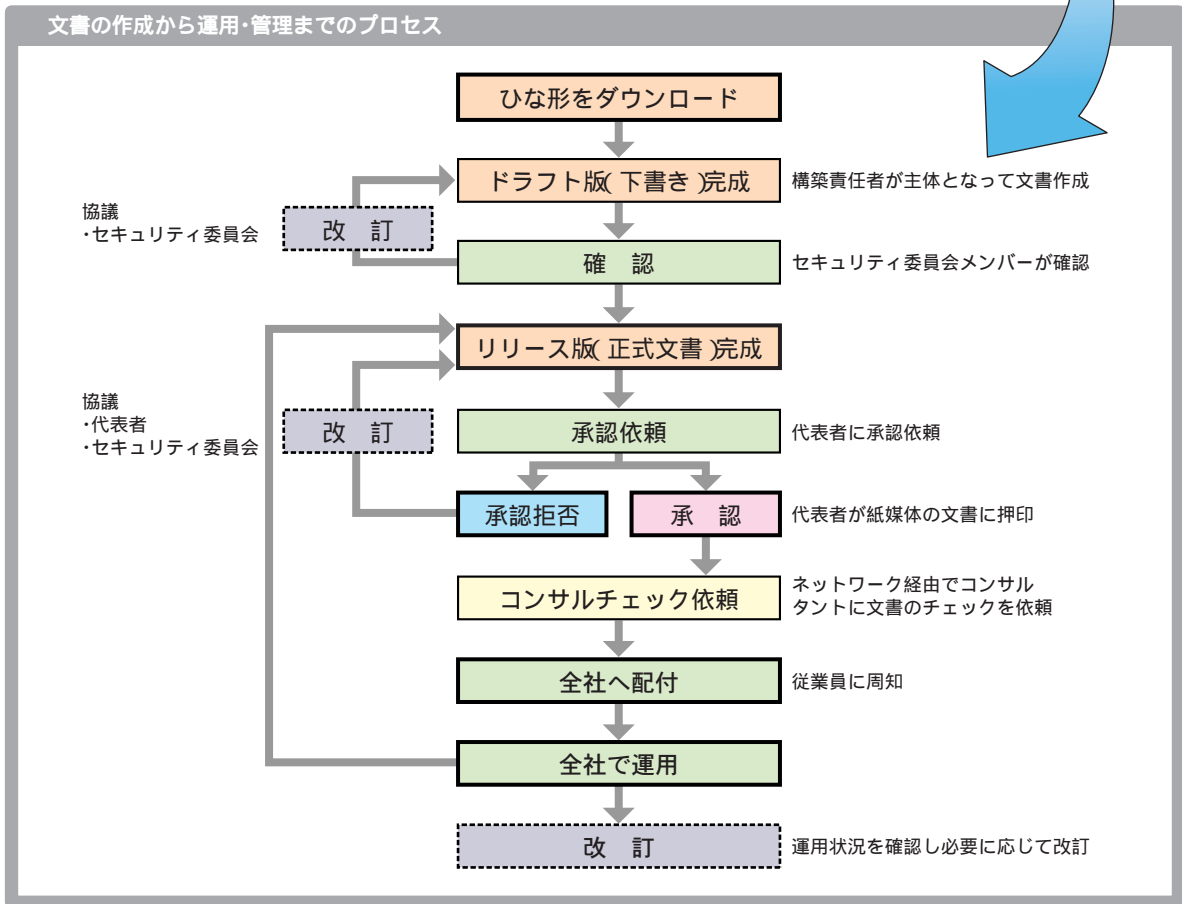 文書の作成から運用・管理までのプロセス
ひな形をダウンロード
ドラフト版(下書き)完成
構築責任者が主体となって文書作成
協議
・セキュリティ委員会
改 訂
確 認
セキュリティ委員会メンバーが確認
リリース版(正式文書)完成
協議
・代表者
・セキュリティ委員会
改 訂
承認依頼
代表者に承認依頼
承認拒否
承 認
代表者が紙媒体の文書に押印
コンサルチェック依頼
ネットワーク経由でコンサル
タントに文書のチェックを依頼
全社へ配付
従業員に周知
全社で運用
改 訂
運用状況を確認し必要に応じて改訂